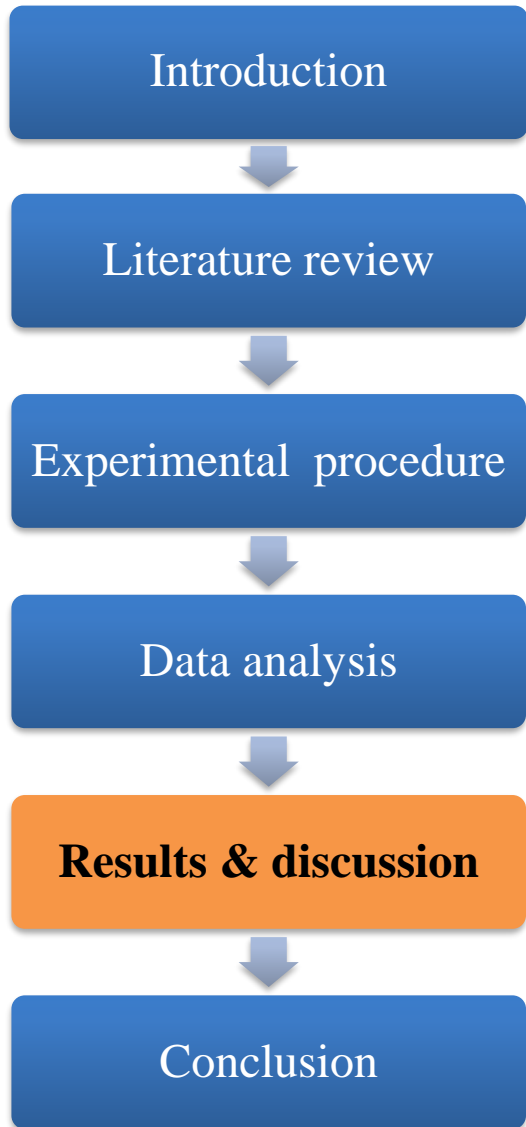 Introduction
Literature review
Experimental procedure
Data analysis
Results & discussion
Conclusion